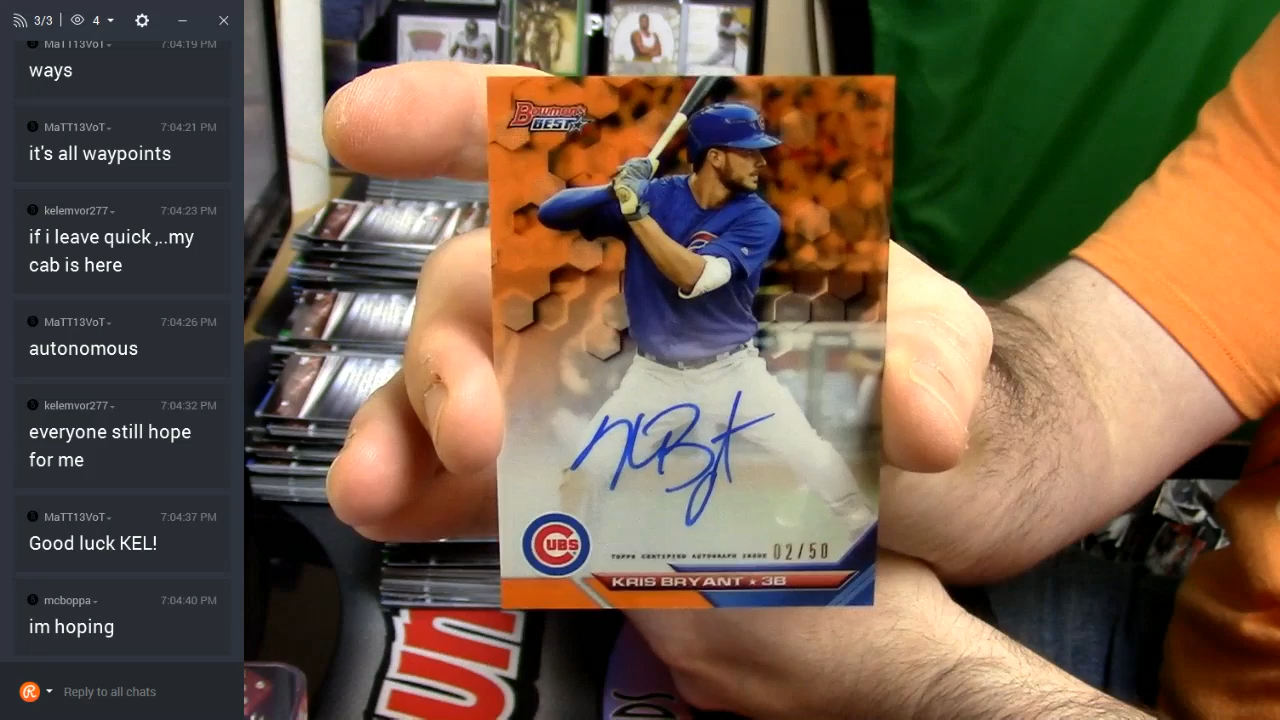 3/3
4
MaTT13VoT
7:04:19 PM
ways
MaTT13VoT
7:04:21 PM
it's all waypoints
kelemvor277
7:04:23 PM
if i leave quick ,..my
cab is here
MaTT13VoT
7:04:26 PM
autonomous
kelemvor277
7:04:32 PM
everyone still hope
for me
MaTT13VoT
7:04:37 PM
Good luck KEL!
mcboppa
7:04:40 PM
im hoping
Reply to all chats
Bowman's
BEST
TOPPS CERTIFIED AUTOGRAPH ISSUE 02/50
CUBS
KRIS BRYANT ★ 3B